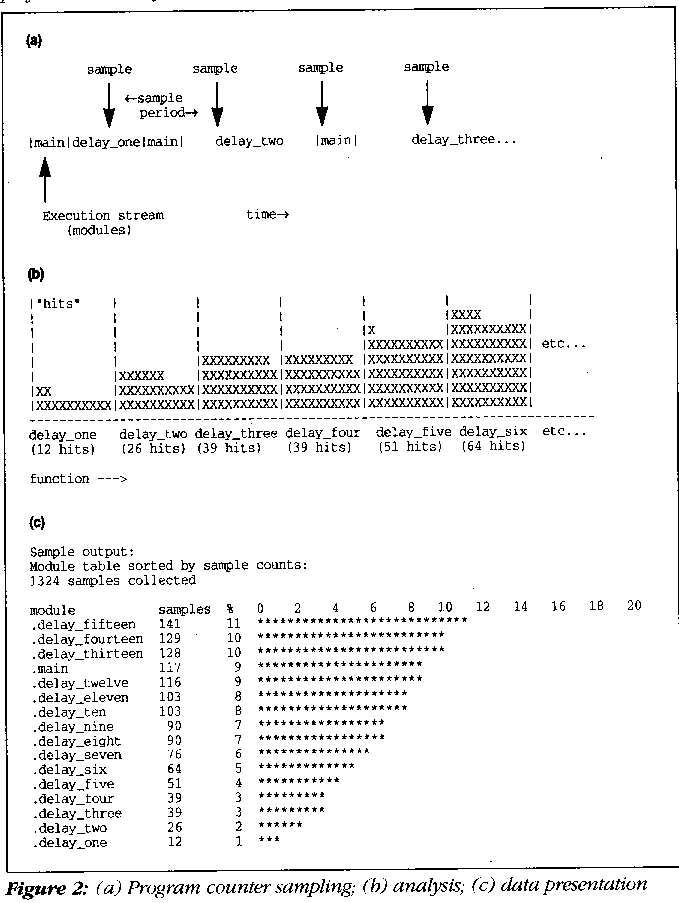 (a)
sample sample sample sample
←sample
period→
|main|delay_one|main| delay_two |main| delay_three...
Execution stream time→
(modules)
(b)
|"hits" | | | | | |
| | | | | |XXXX |
| | | | |X |XXXXXXXXXX|
| | | | |XXXXXXXXXX|XXXXXXXXXX| etc...
| | |XXXXXXXXX |XXXXXXXXX |XXXXXXXXXX|XXXXXXXXXX|
| |XXXXXX |XXXXXXXXXX|XXXXXXXXXX|XXXXXXXXXX|XXXXXXXXXX|
|XX |XXXXXXXXXX|XXXXXXXXXX|XXXXXXXXXX|XXXXXXXXXX|XXXXXXXXXX|
|XXXXXXXXXX|XXXXXXXXXX|XXXXXXXXXX|XXXXXXXXXX|XXXXXXXXXX|XXXXXXXXXX|
delay_one delay_two delay_three delay_four delay_five delay_six etc...
(12 hits) (26 hits) (39 hits) (39 hits) (51 hits) (64 hits)
function --->
(c)
Sample output:
Module table sorted by sample counts:
1324 samples collected
module samples % 0 2 4 6 8 10 12 14 16 18 20
.delay_fifteen 141 11 **********************
.delay_fourteen 129 10 ********************
.delay_thirteen 128 10 ********************
.main 117 9 ******************
.delay_twelve 116 9 ******************
.delay_eleven 103 8 ****************
.delay_ten 103 8 ****************
.delay_nine 90 7 **************
.delay_eight 90 7 **************
.delay_seven 76 6 ************
.delay_six 64 5 **********
.delay_five 51 4 *********
.delay_four 39 3 *******
.delay_three 39 3 *******
.delay_two 26 2 *****
.delay_one 12 1 ***
Figure 2: (a) Program counter sampling; (b) analysis; (c) data presentation